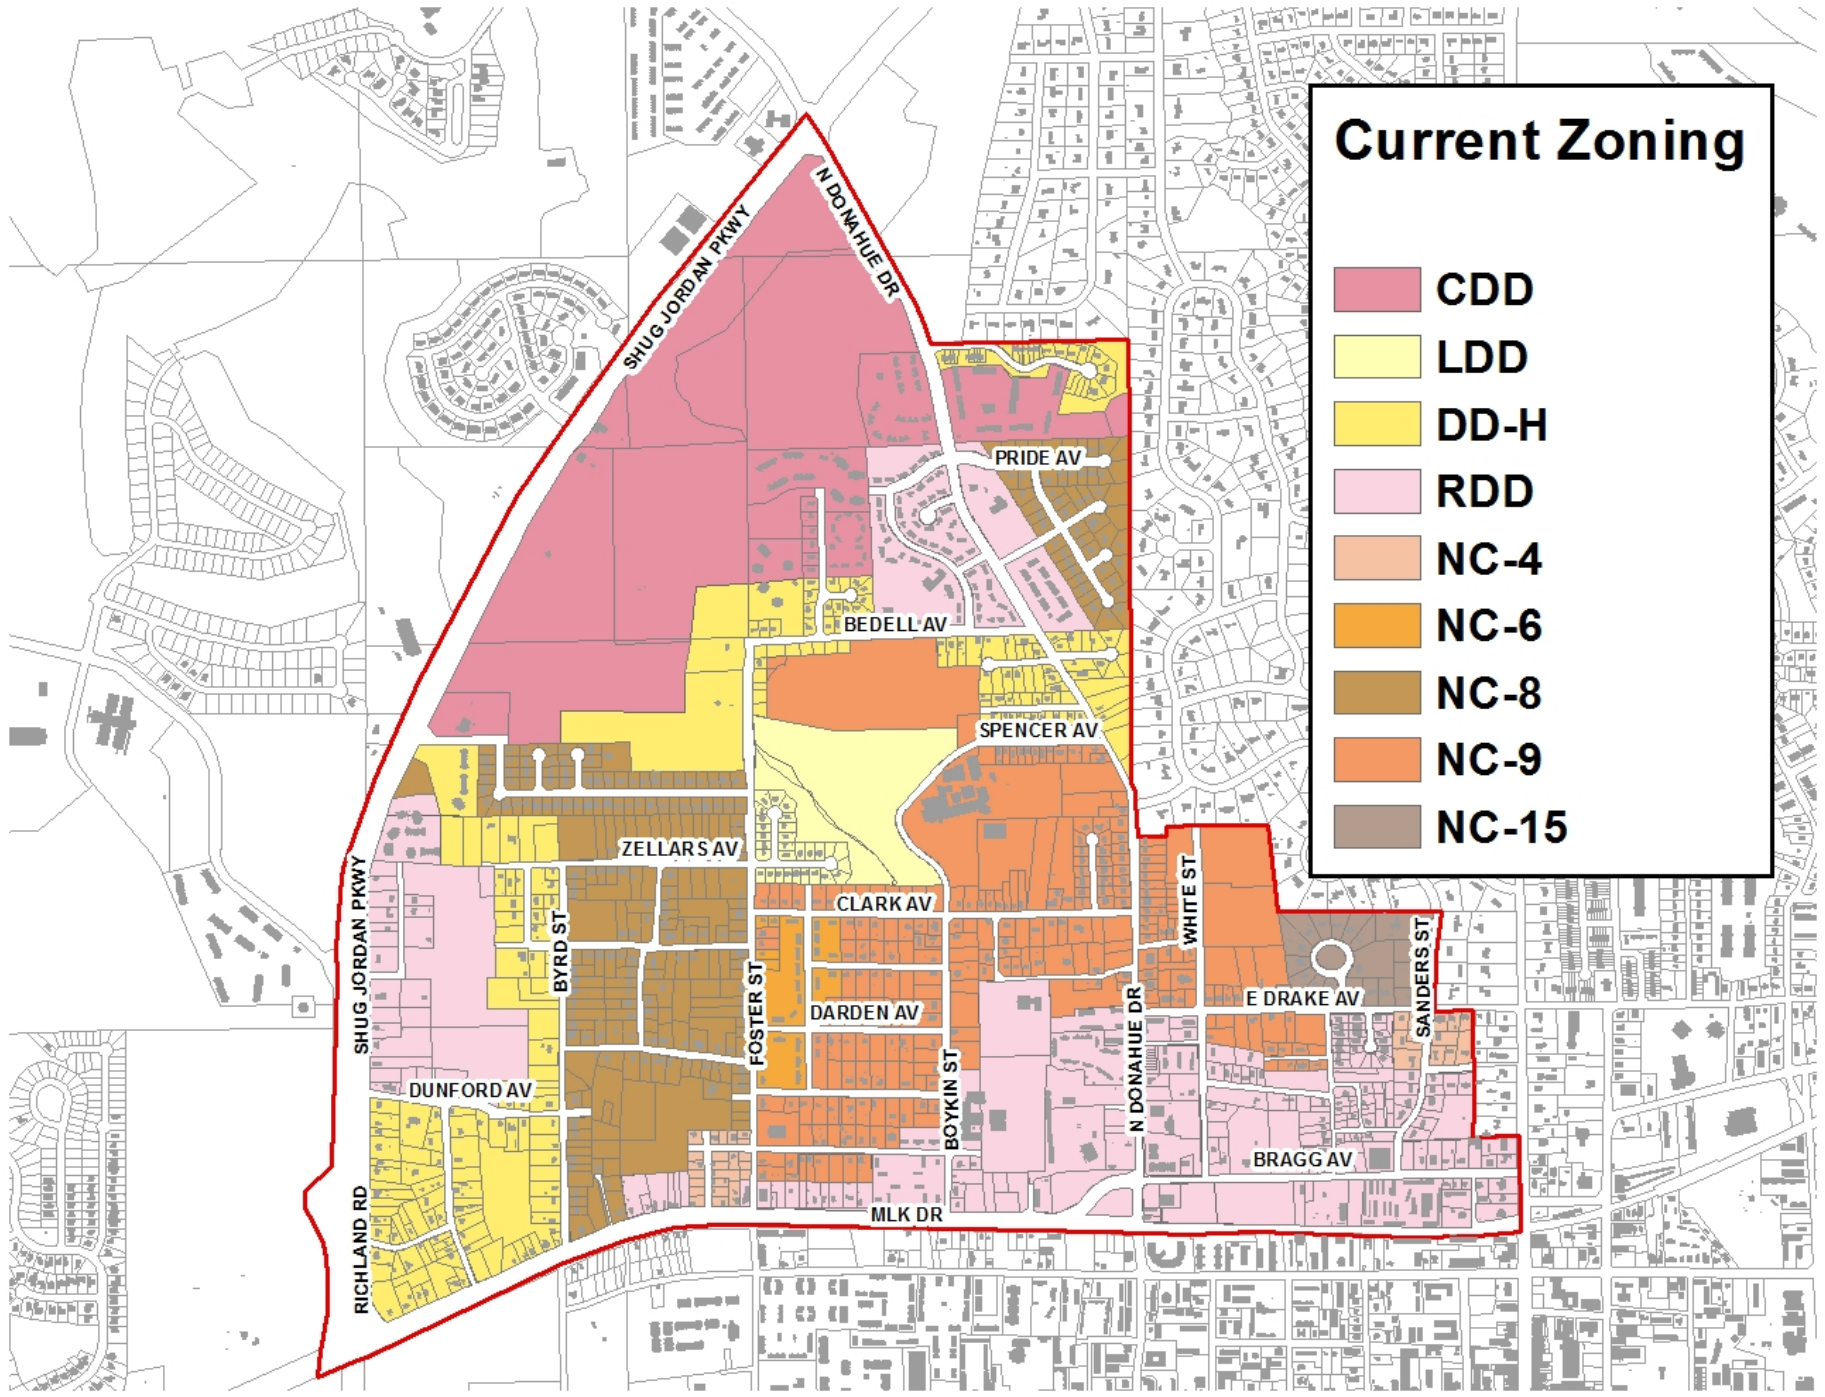 Current Zoning
CDD
LDD
DD-H
RDD
NC-4
NC-6
NC-8
NC-9
NC-15
N DONAHUE DR
SHUG JORDAN PKWY
PRIDE AV
BEDELL AV
SPENCER AV
ZELLARS AV
SHUG JORDAN PKWY
WHITE ST
CLARK AV
BYRD ST
FOSTER ST
SANDERS ST
E DRAKE AV
DARDEN AV
N DONAHUE DR
BOYKIN ST
DUNFORD AV
BRAGG AV
RICHLAND RD
MLK DR